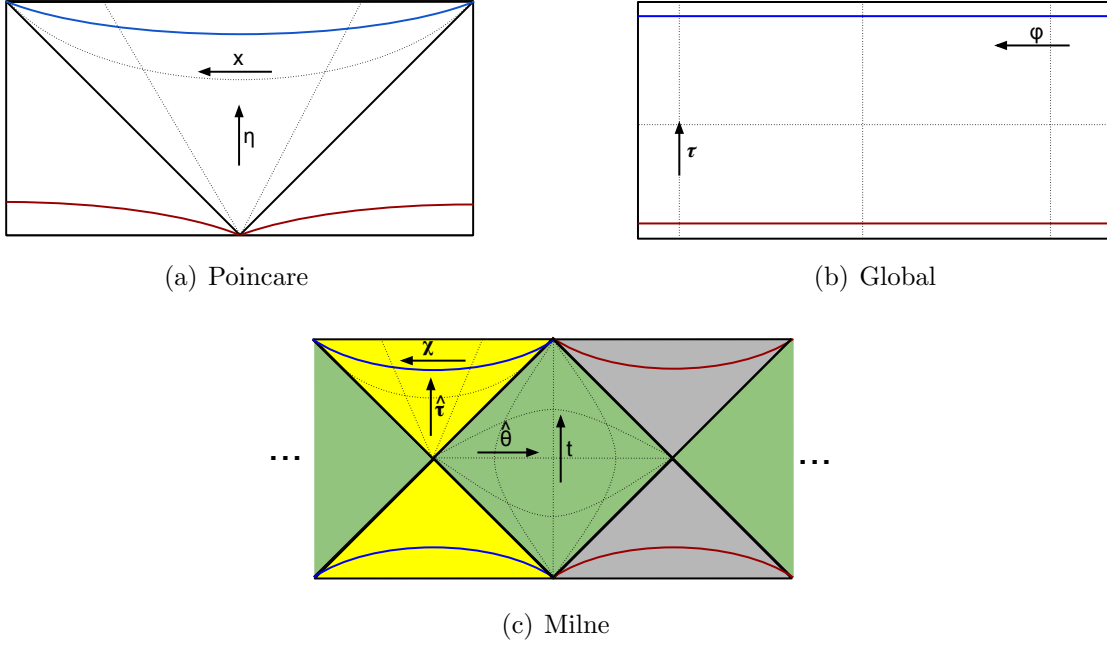 x
η
(a) Poincare
φ
τ
(b) Global
χ
τ̂
θ̂
t
...
...
(c) Milne